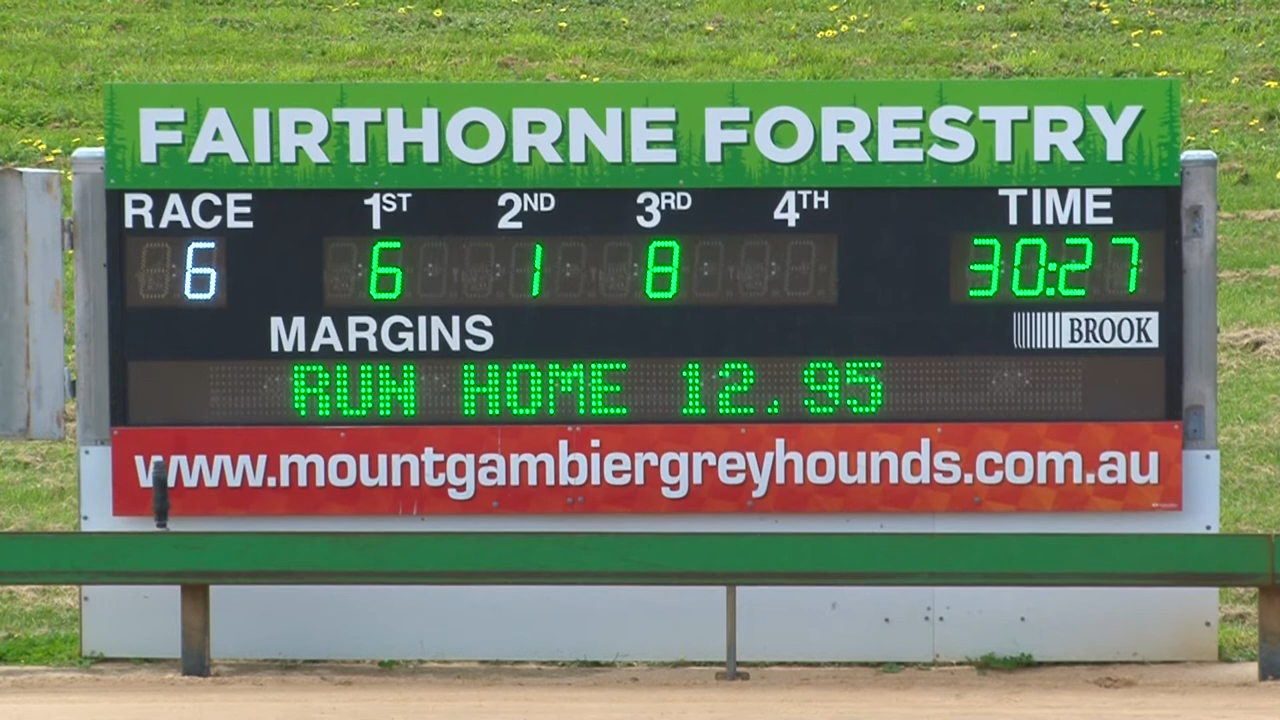 FAIRTHORNE FORESTRY
RACE 1ST 2ND 3RD 4TH TIME
6 6 1 8 30:27
MARGINS BROOK
RUN HOME 12.95
www.mountgambiergreyhounds.com.au